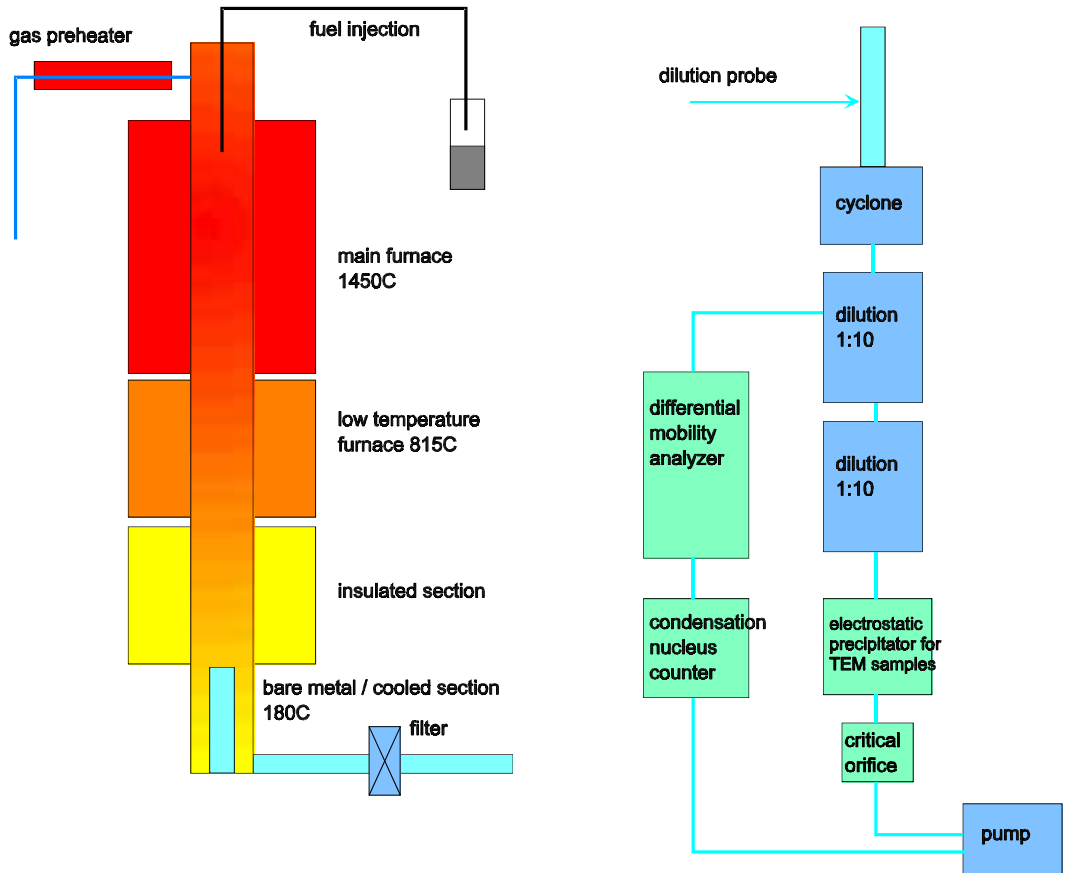 gas preheater
fuel injection
main furnace
1450C
low temperature
furnace 815C
insulated section
bare metal / cooled section
180C
filter
dilution probe
cyclone
dilution
1:10
differential
mobility
analyzer
dilution
1:10
condensation
nucleus
counter
electrostatic
precipitator for
TEM samples
critical
orifice
pump